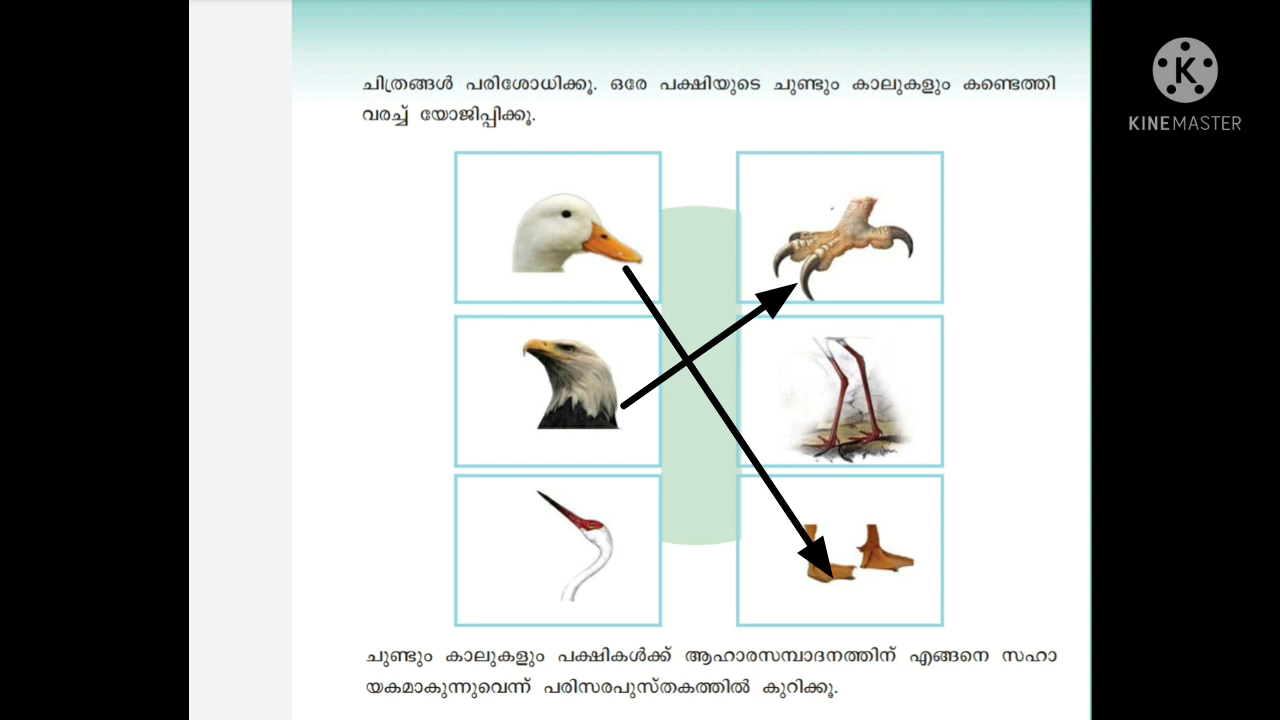 ചിത്രങ്ങൾ പരിശോധിക്കൂ. ഒരേ പക്ഷിയുടെ ചുണ്ടും കാലുകളും കണ്ടെത്തി
വരച്ച് യോജിപ്പിക്കൂ.
K
KINEMASTER
ചുണ്ടും കാലുകളും പക്ഷികൾക്ക് ആഹാരസമ്പാദനത്തിന് എങ്ങനെ സഹാ
യകമാകുന്നുവെന്ന് പരിസരപുസ്തകത്തിൽ കുറിക്കൂ.